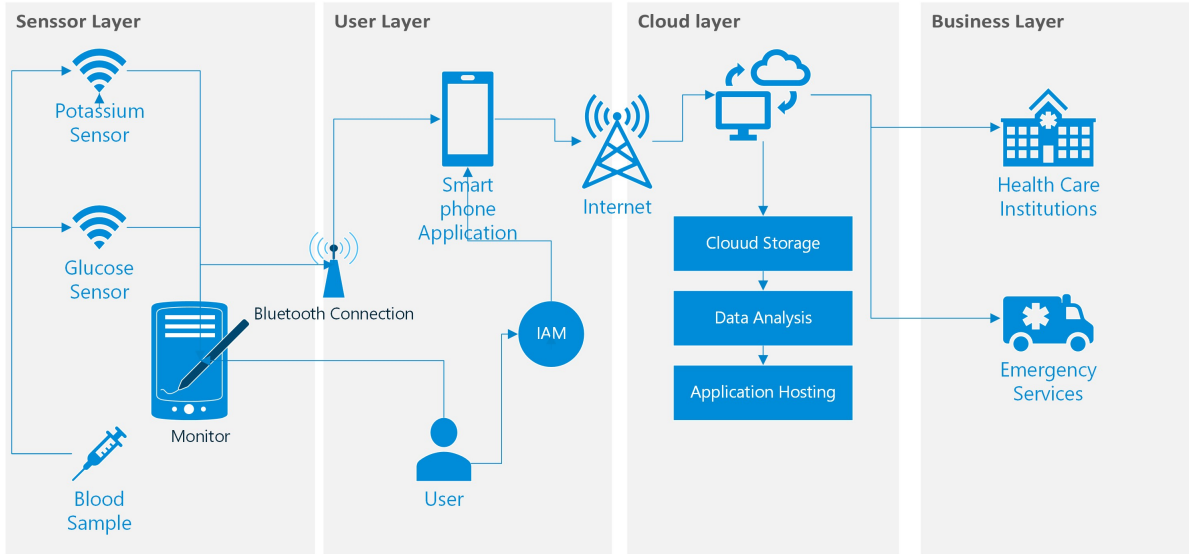 Senssor Layer
User Layer
Cloud layer
Business Layer
Potassium
Sensor
Glucose
Sensor
Monitor
Blood
Sample
Bluetooth Connection
Smart
phone
Application
IAM
User
Internet
Clouud Storage
Data Analysis
Application Hosting
Health Care
Institutions
Emergency
Services